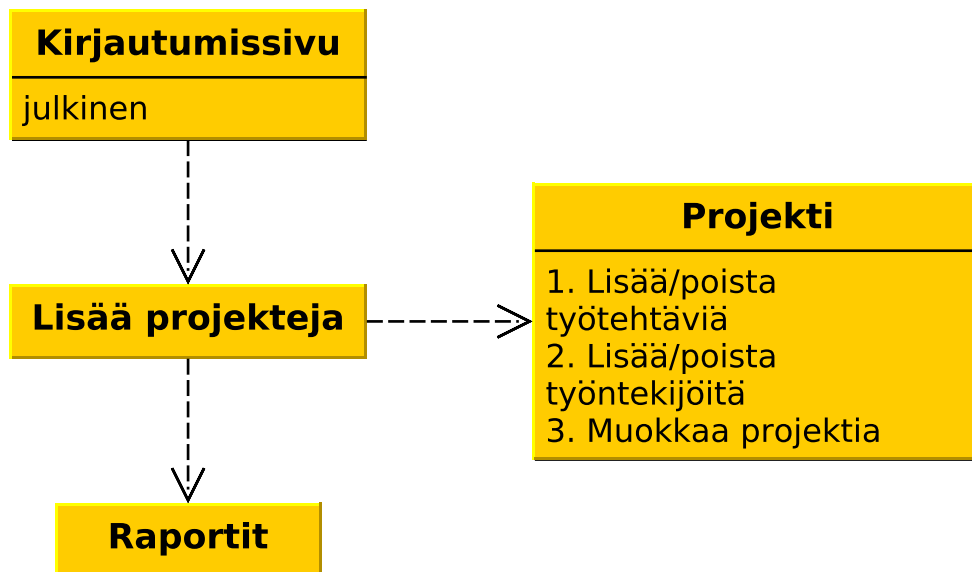 Kirjautumissivu
julkinen
Lisää projekteja
Projekti
1. Lisää/poista
työtehtäviä
2. Lisää/poista
työntekijöitä
3. Muokkaa projektia
Raportit